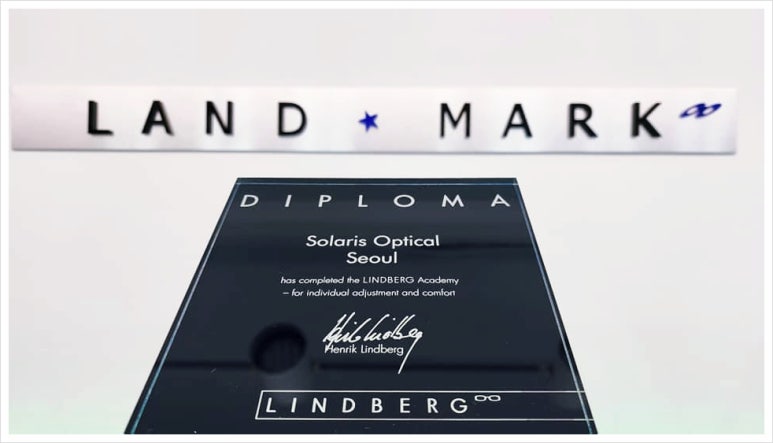 LAND ★ MARK
DIPLOMA
Solaris Optical
Seoul
has completed the LINDBERG Academy
– for individual adjustment and comfort
Henrik Lindberg
LINDBERG